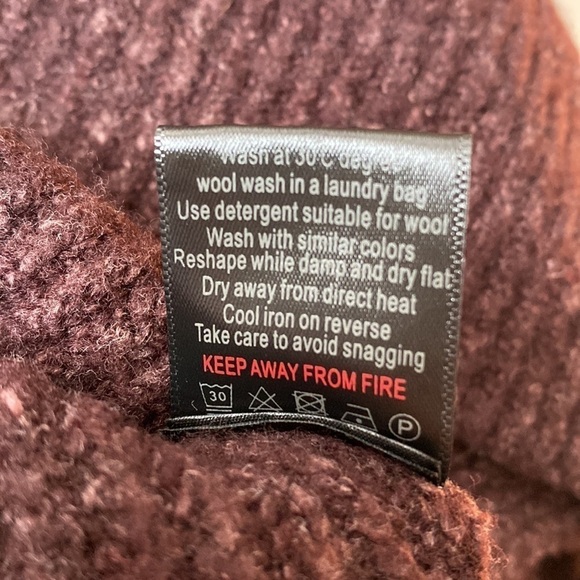 Wash at 30 C degree
wool wash in a laundry bag
Use detergent suitable for wool
Wash with similar colors
Reshape while damp and dry flat
Dry away from direct heat
Cool iron on reverse
Take care to avoid snagging
KEEP AWAY FROM FIRE
30 P